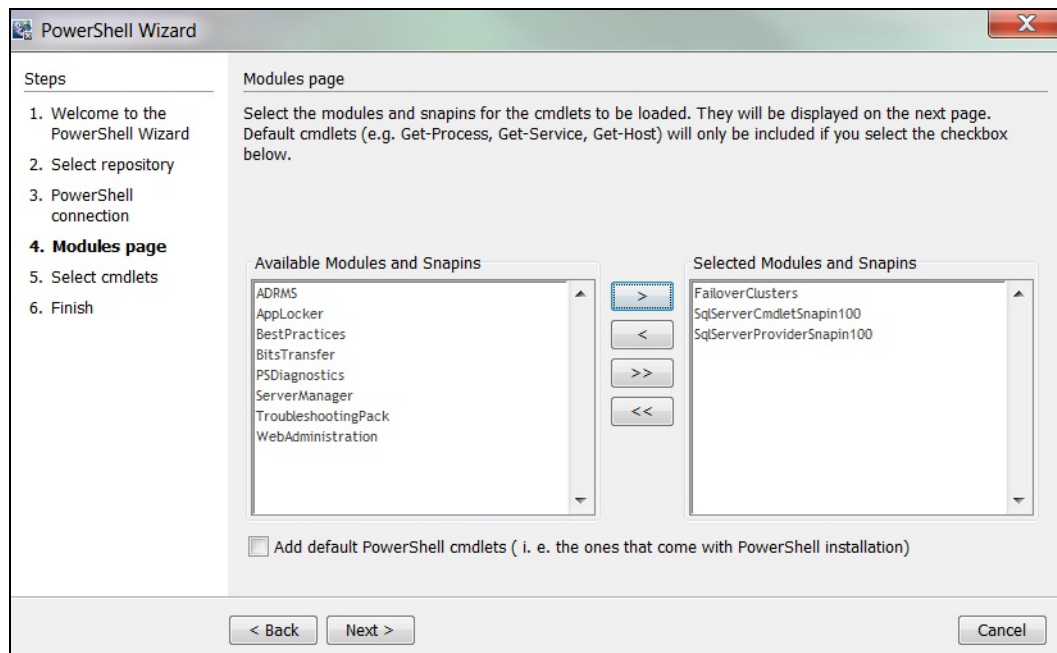 PowerShell Wizard
X
Steps
1. Welcome to the
PowerShell Wizard
2. Select repository
3. PowerShell
connection
4. Modules page
5. Select cmdlets
6. Finish
Modules page
Select the modules and snapins for the cmdlets to be loaded. They will be displayed on the next page.
Default cmdlets (e.g. Get-Process, Get-Service, Get-Host) will only be included if you select the checkbox
below.
Available Modules and Snapins
ADRMS
AppLocker
BestPractices
BitsTransfer
PSDiagnostics
ServerManager
TroubleshootingPack
WebAdministration
>
<
>>
<<
Selected Modules and Snapins
FailoverClusters
SqlServerCmdletSnapin100
SqlServerProviderSnapin100
Add default PowerShell cmdlets ( i. e. the ones that come with PowerShell installation)
< Back
Next >
Cancel